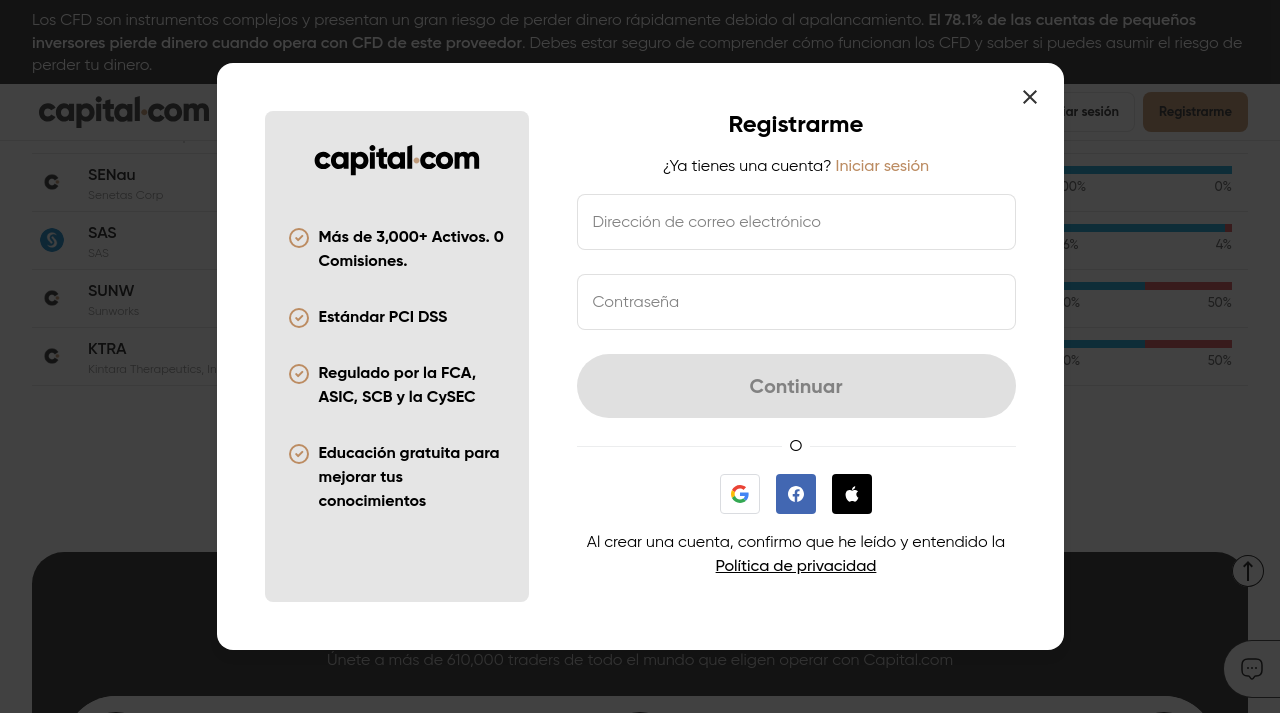 Los CFD son instrumentos complejos y presentan un gran riesgo de perder dinero rápidamente debido al apalancamiento. El 78.1% de las cuentas de pequeños
inversores pierde dinero cuando opera con CFD de este proveedor. Debes estar seguro de comprender cómo funcionan los CFD y saber si puedes asumir el riesgo de
perder tu dinero.
capital.com
sesión
Registrarme
SENau
Senetas Corp
0%
SAS
SAS
4%
SUNW
Sunworks
50%
KTRA
Kintara Therapeutics,
50%
capital.com
Más de 3,000+ Activos. 0
Comisiones.
Estándar PCI DSS
Regulado por la FCA,
ASIC, SCB y la CySEC
Educación gratuita para
mejorar tus
conocimientos
Registrarme
¿Ya tienes una cuenta? Iniciar sesión
Dirección de correo electrónico
Contraseña
Continuar
O
Al crear una cuenta, confirmo que he leído y entendido la
Política de privacidad
Únete a más de 610,000 traders de todo el mundo que eligen operar con Capital.com